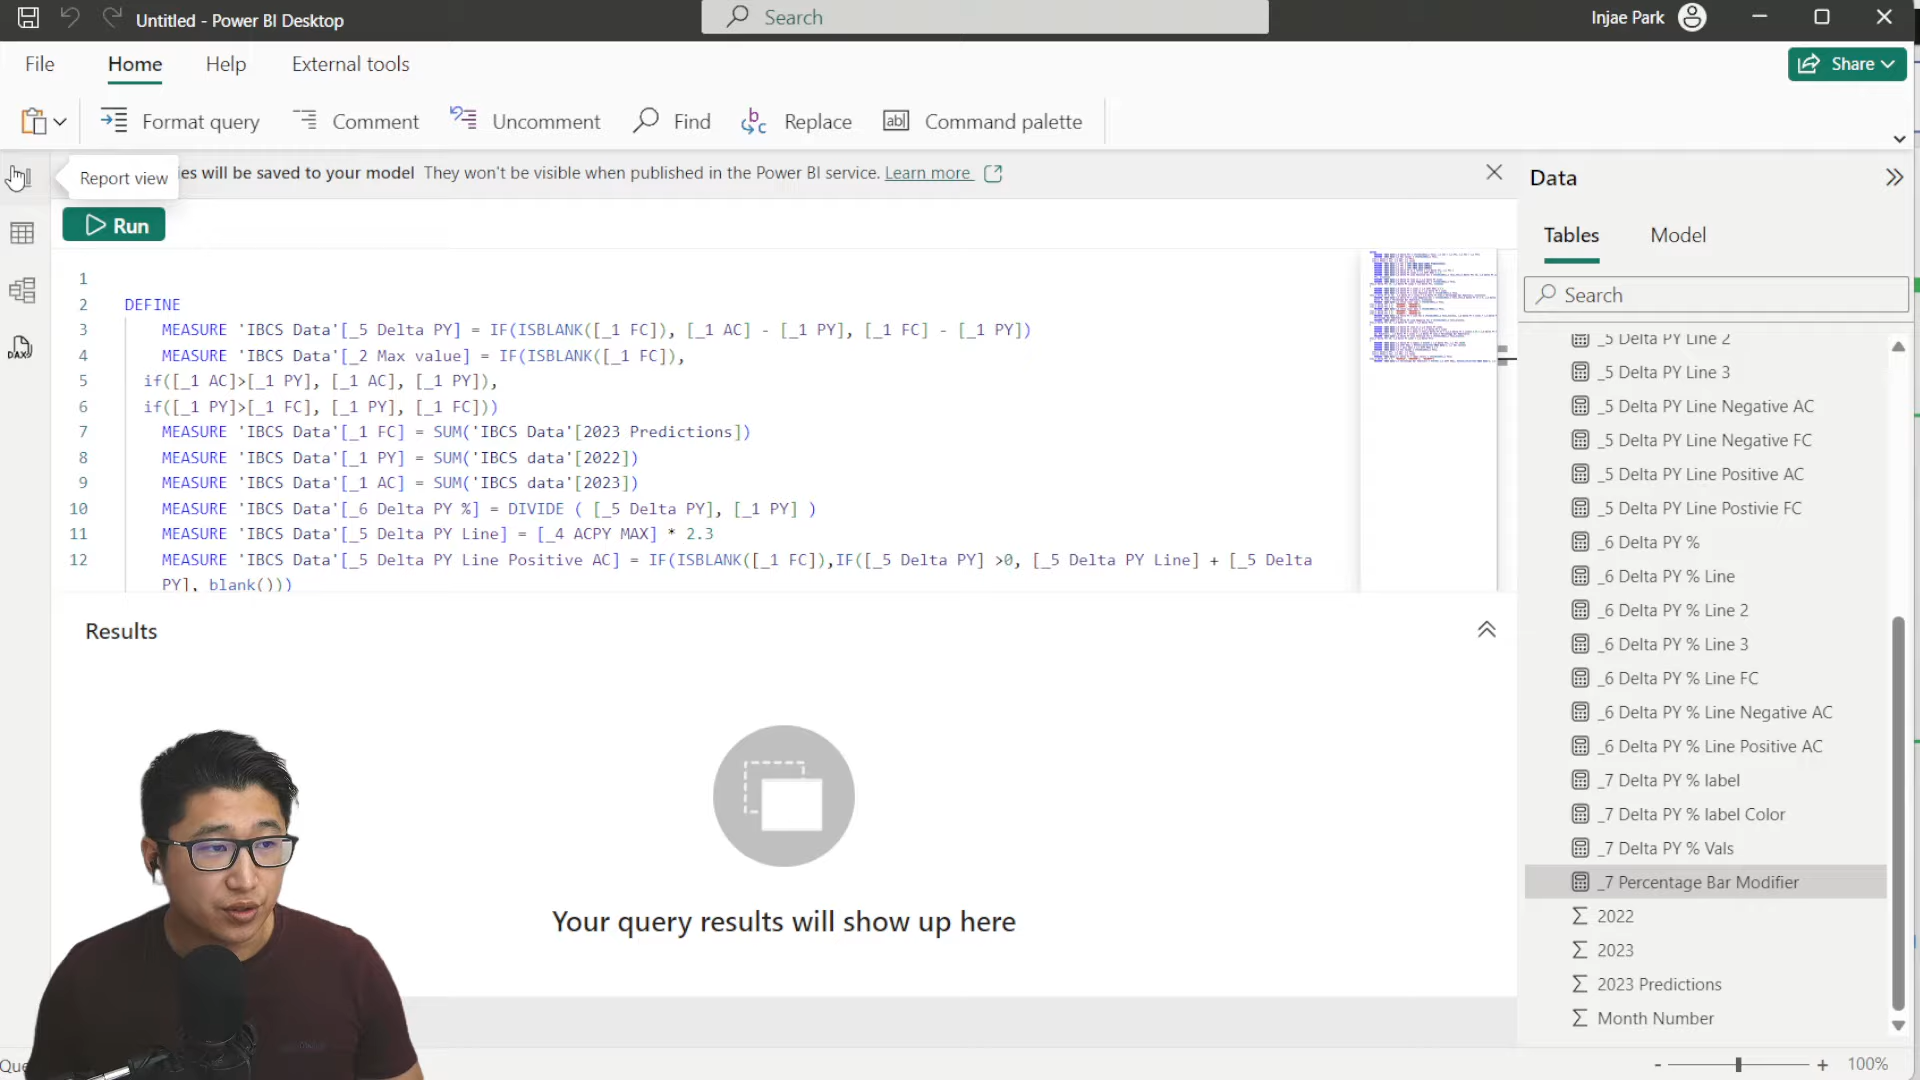 Untitled - Power BI Desktop
Search
Injae Park
File
Home
Help
External tools
Share
Format query
Comment
Uncomment
Find
Replace
Command palette
Report view
ies will be saved to your model They won't be visible when published in the Power BI service. Learn more
Run
1
2 DEFINE
3 MEASURE 'IBCS Data'[_5 Delta PY] = IF(ISBLANK([_1 FC]), [_1 AC] - [_1 PY], [_1 FC] - [_1 PY])
4 MEASURE 'IBCS Data'[_2 Max value] = IF(ISBLANK([_1 FC]),
5 if([_1 AC]>[_1 PY], [_1 AC], [_1 PY]),
6 if([_1 PY]>[_1 FC], [_1 PY], [_1 FC]))
7 MEASURE 'IBCS Data'[_1 FC] = SUM('IBCS Data'[2023 Predictions])
8 MEASURE 'IBCS Data'[_1 PY] = SUM('IBCS data'[2022])
9 MEASURE 'IBCS Data'[_1 AC] = SUM('IBCS data'[2023])
10 MEASURE 'IBCS Data'[_6 Delta PY %] = DIVIDE ( [_5 Delta PY], [_1 PY] )
11 MEASURE 'IBCS Data'[_5 Delta PY Line] = [_4 ACPY MAX] * 2.3
12 MEASURE 'IBCS Data'[_5 Delta PY Line Positive AC] = IF(ISBLANK([_1 FC]),IF([_5 Delta PY] >0, [_5 Delta PY Line] + [_5 Delta
PY], blank()))
Results
Your query results will show up here
Data
Tables
Model
Search
_5 Delta PY Line 2
_5 Delta PY Line 3
_5 Delta PY Line Negative AC
_5 Delta PY Line Negative FC
_5 Delta PY Line Positive AC
_5 Delta PY Line Postivie FC
_6 Delta PY %
_6 Delta PY % Line
_6 Delta PY % Line 2
_6 Delta PY % Line 3
_6 Delta PY % Line FC
_6 Delta PY % Line Negative AC
_6 Delta PY % Line Positive AC
_7 Delta PY % label
_7 Delta PY % label Color
_7 Delta PY % Vals
_7 Percentage Bar Modifier
2022
2023
2023 Predictions
Month Number
Que
- + 100%